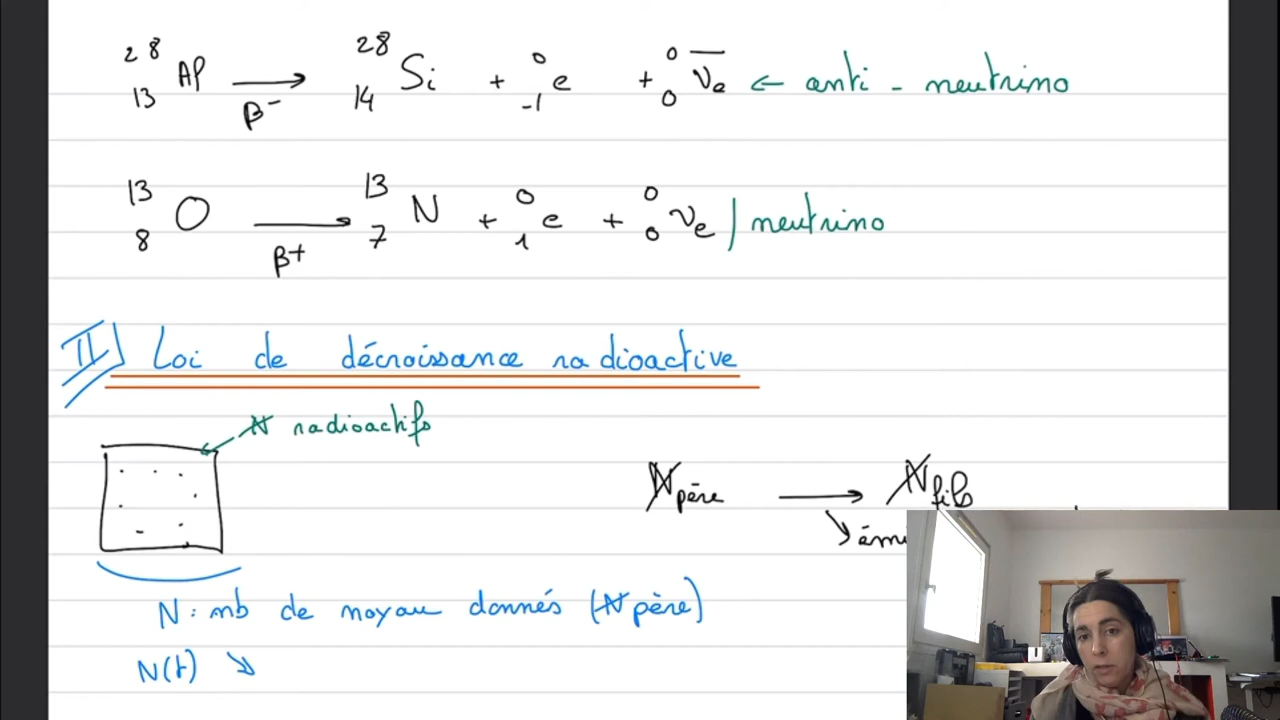 28 13 Al → β⁻ 28 14 Si + 0 -1 e + 0 0 ν̄e ← anti - neutrino
13 8 O → β+ 13 7 N + 0 1 e + 0 0 νe | neutrino
II) Loi de décroissance radioactive
N radioactifs
N père → N fils
N : nb de noyau donnés (N père)
N(t) ↘